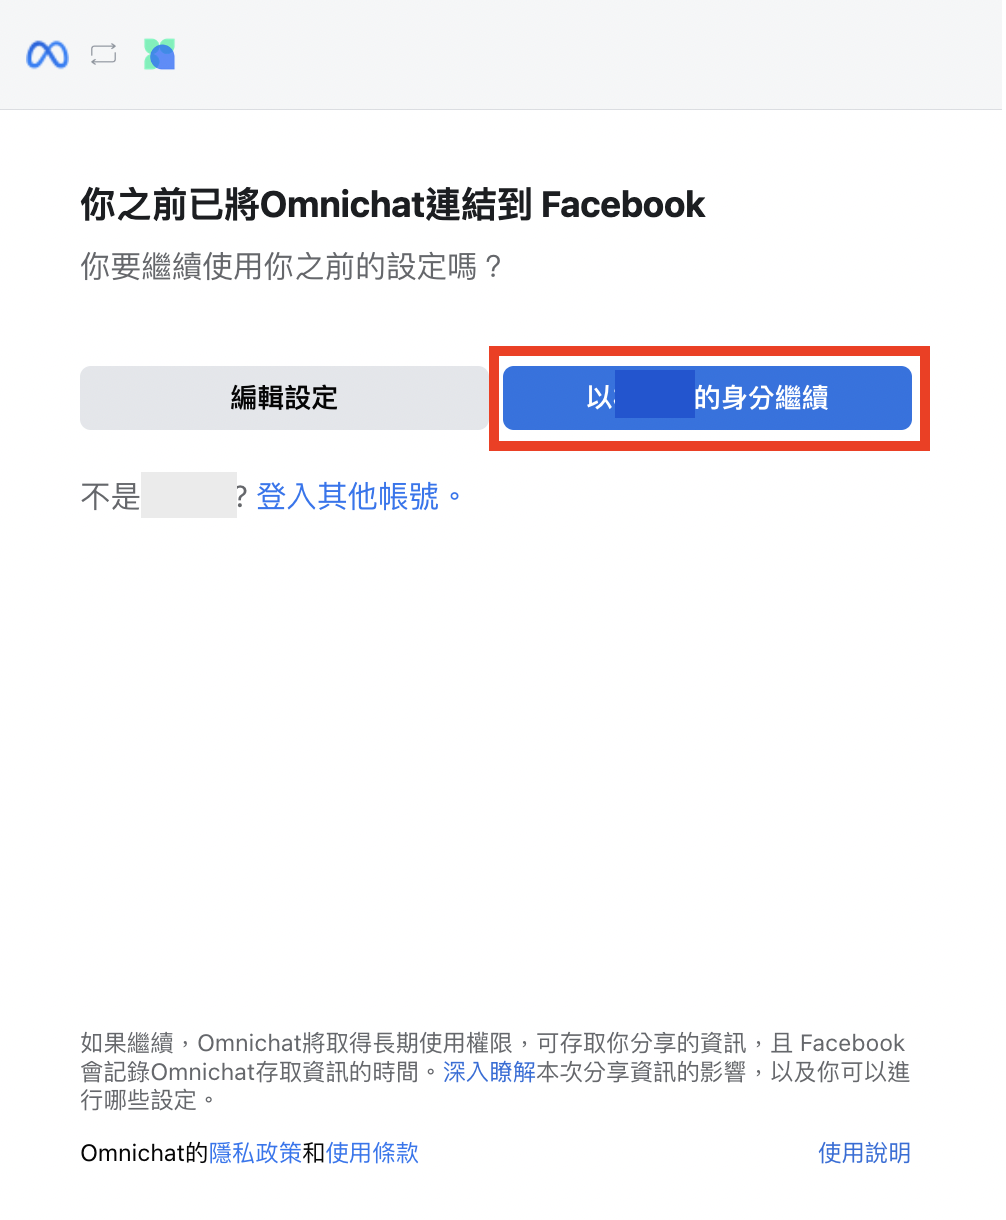 你之前已將Omnichat連結到 Facebook
你要繼續使用你之前的設定嗎？
編輯設定
以 的身分繼續
不是 ? 登入其他帳號。
如果繼續，Omnichat將取得長期使用權限，可存取你分享的資訊，且 Facebook
會記錄Omnichat存取資訊的時間。深入瞭解本次分享資訊的影響，以及你可以進
行哪些設定。
Omnichat的隱私政策和使用條款
使用說明